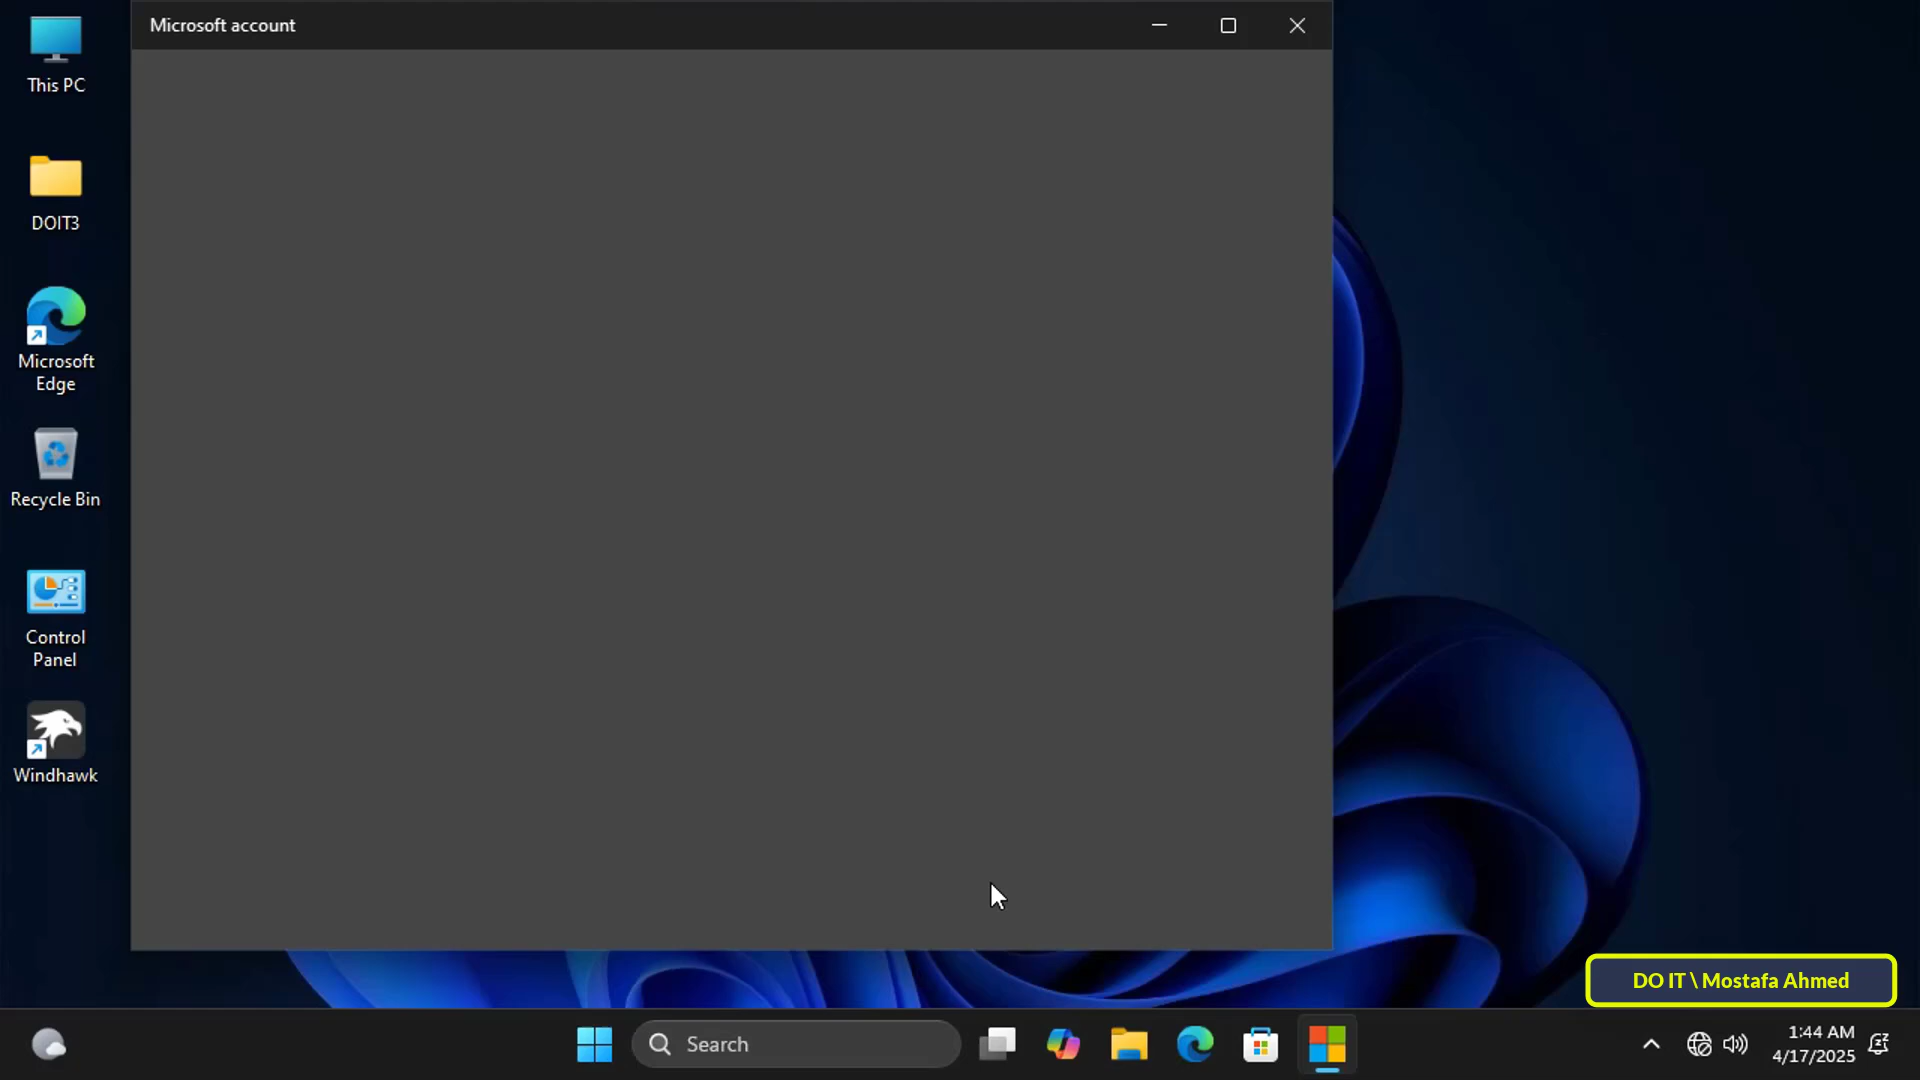 Microsoft account
This PC
DOIT3
Microsoft
Edge
Recycle Bin
Control
Panel
Windhawk
DO IT \ Mostafa Ahmed
Search
1:44 AM
4/17/2025